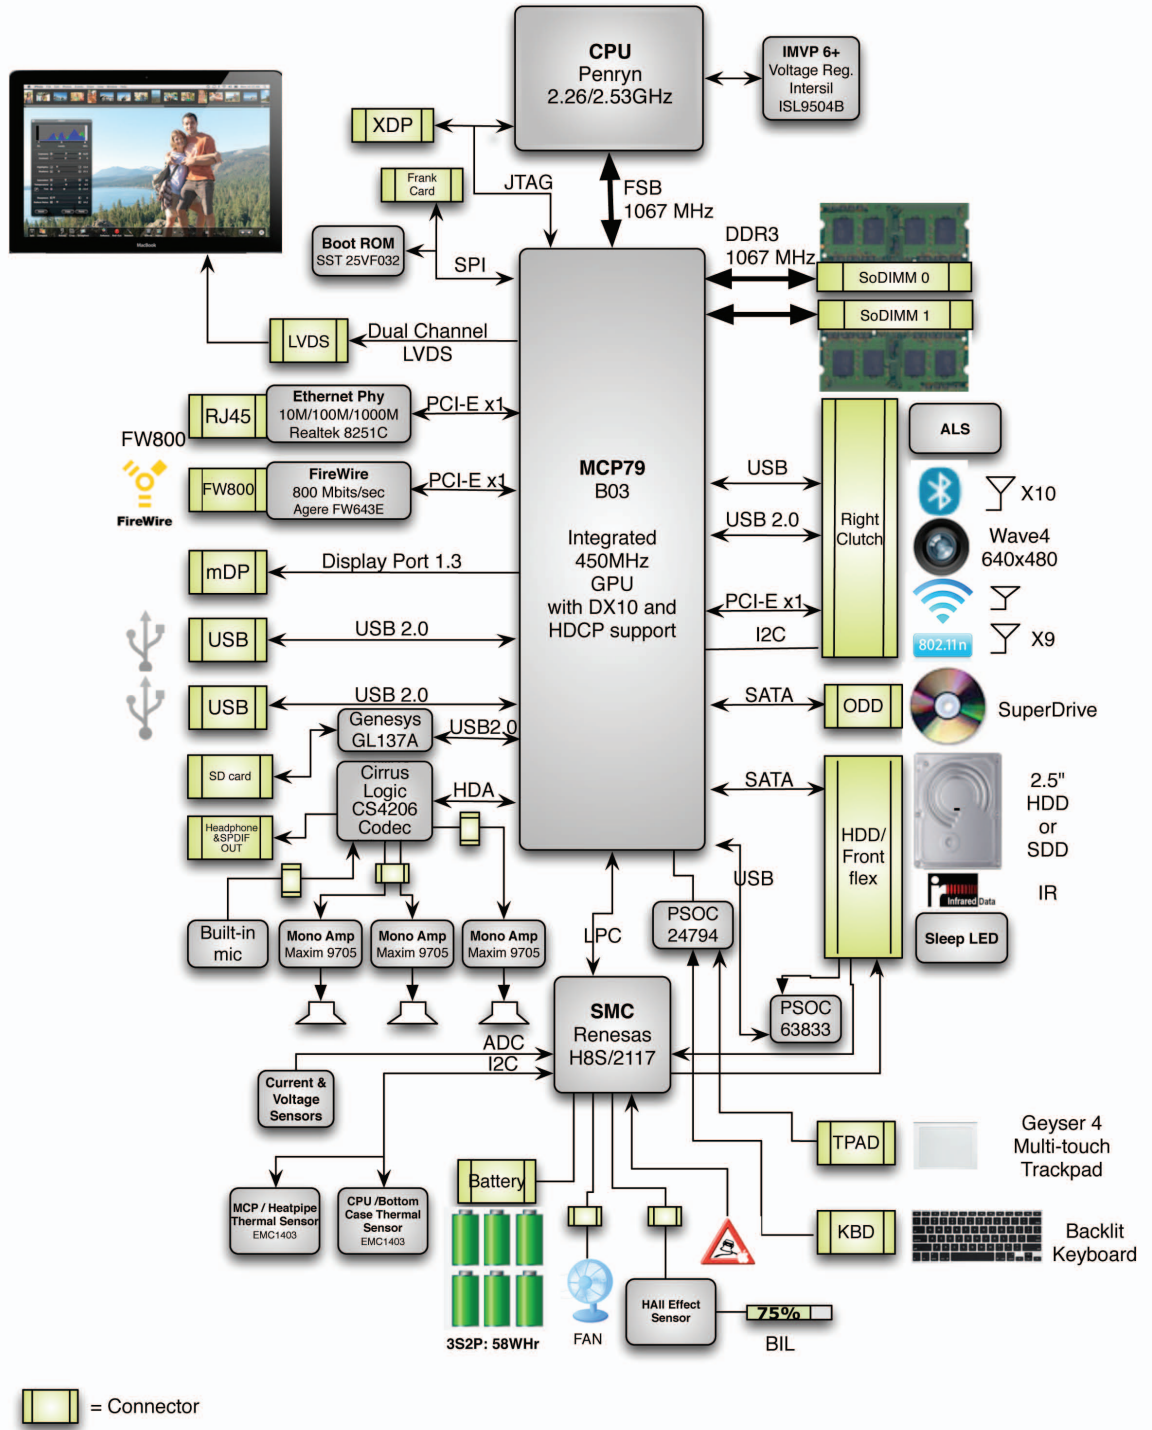 CPU
Penryn
2.26/2.53GHz
IMVP 6+
Voltage Reg.
Intersil
ISL9504B
XDP
JTAG
Frank
Card
FSB
1067 MHz
Boot ROM
SST 25VF032
SPI
DDR3
1067 MHz
SoDIMM 0
SoDIMM 1
MacBook
LVDS
Dual Channel
LVDS
RJ45
Ethernet Phy
10M/100M/1000M
Realtek 8251C
PCI-E x1
FW800
FireWire
FW800
FireWire
800 Mbits/sec
Agere FW643E
PCI-E x1
mDP
Display Port 1.3
USB
USB 2.0
USB
USB 2.0
Genesys
GL137A
USB2.0
SD card
Cirrus
Logic
CS4206
Codec
HDA
Headphone
&SPDIF
OUT
MCP79
B03
Integrated
450MHz
GPU
with DX10 and
HDCP support
USB
USB 2.0
PCI-E x1
I2C
Right
Clutch
ALS
X10
Wave4
640x480
802.11n
X9
SATA
ODD
SuperDrive
SATA
HDD/
Front
flex
2.5"
HDD
or
SDD
Infrared Data
IR
Sleep LED
USB
Built-in
mic
Mono Amp
Maxim 9705
Mono Amp
Maxim 9705
Mono Amp
Maxim 9705
LPC
PSOC
24794
PSOC
63833
SMC
Renesas
H8S/2117
ADC
I2C
Current &
Voltage
Sensors
MCP / Heatpipe
Thermal Sensor
EMC1403
CPU /Bottom
Case Thermal
Sensor
EMC1403
Battery
3S2P: 58WHr
FAN
HAll Effect
Sensor
75%
BIL
TPAD
Geyser 4
Multi-touch
Trackpad
KBD
Backlit
Keyboard
= Connector